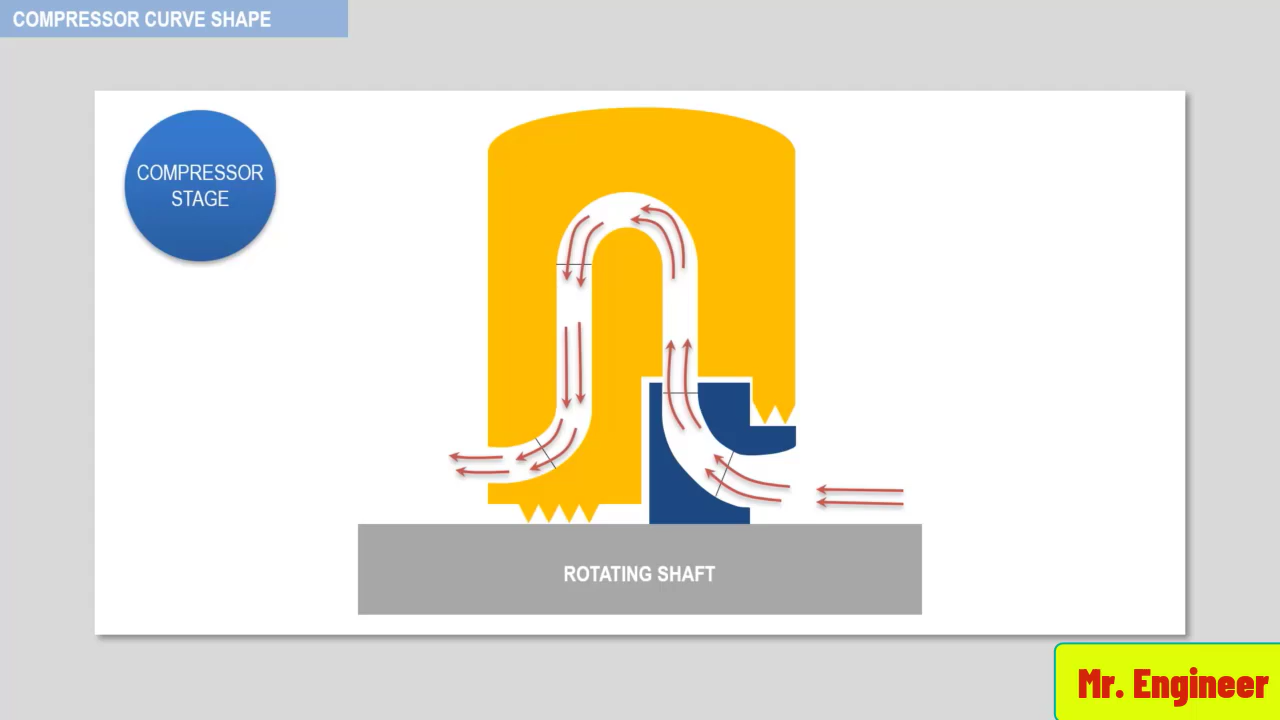 COMPRESSOR CURVE SHAPE
COMPRESSOR
STAGE
ROTATING SHAFT
Mr. Engineer